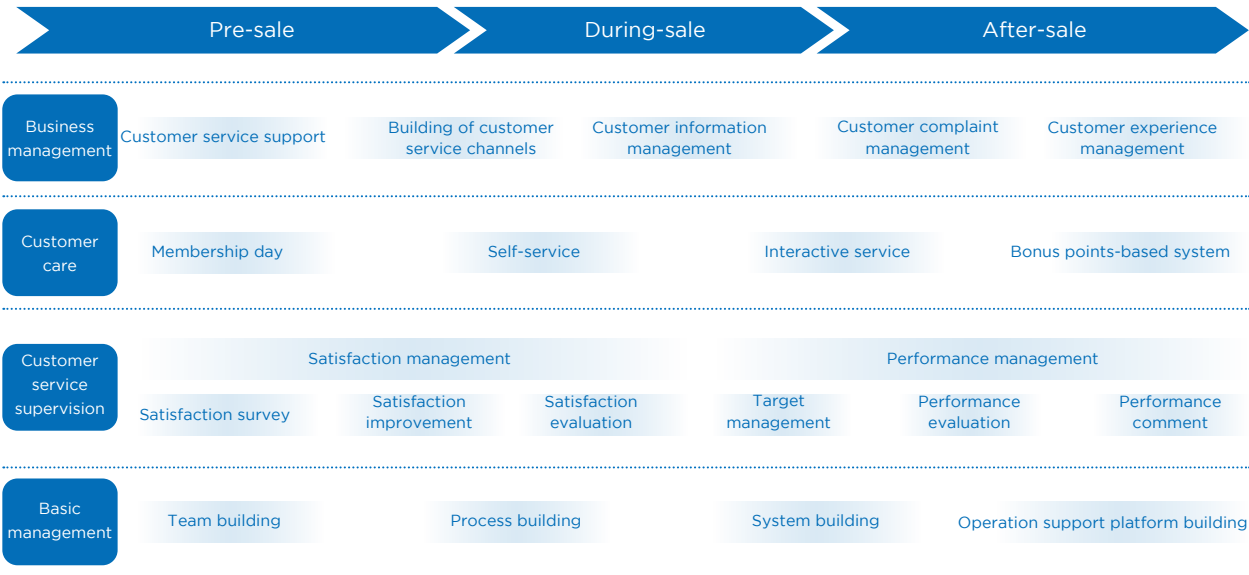 Pre-sale
During-sale
After-sale
Business
management
Customer service support
Building of customer
service channels
Customer information
management
Customer complaint
management
Customer experience
management
Customer
care
Membership day
Self-service
Interactive service
Bonus points-based system
Customer
service
supervision
Satisfaction management
Performance management
Satisfaction survey
Satisfaction
improvement
Satisfaction
evaluation
Target
management
Performance
evaluation
Performance
comment
Basic
management
Team building
Process building
System building
Operation support platform building